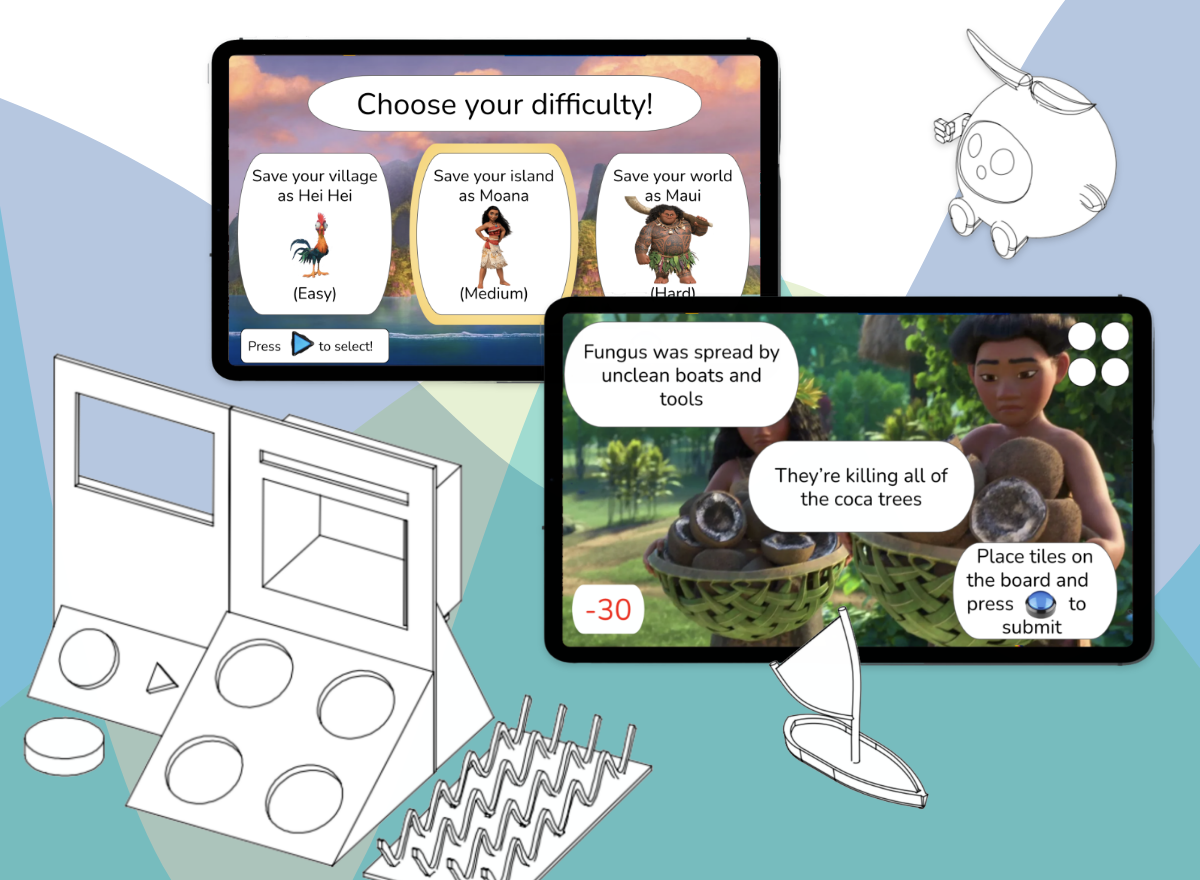 Choose your difficulty!
Save your village
as Hei Hei
(Easy)
Save your island
as Moana
(Medium)
Save your world
as Maui
(Hard)
Press to select!
Fungus was spread by
unclean boats and
tools
They're killing all of
the coca trees
-30
Place tiles on
the board and
press to
submit